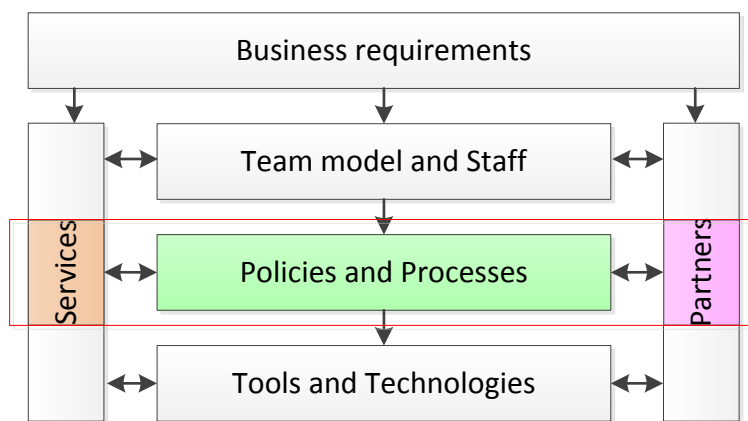 Business requirements
Team model and Staff
Services
Policies and Processes
Partners
Tools and Technologies